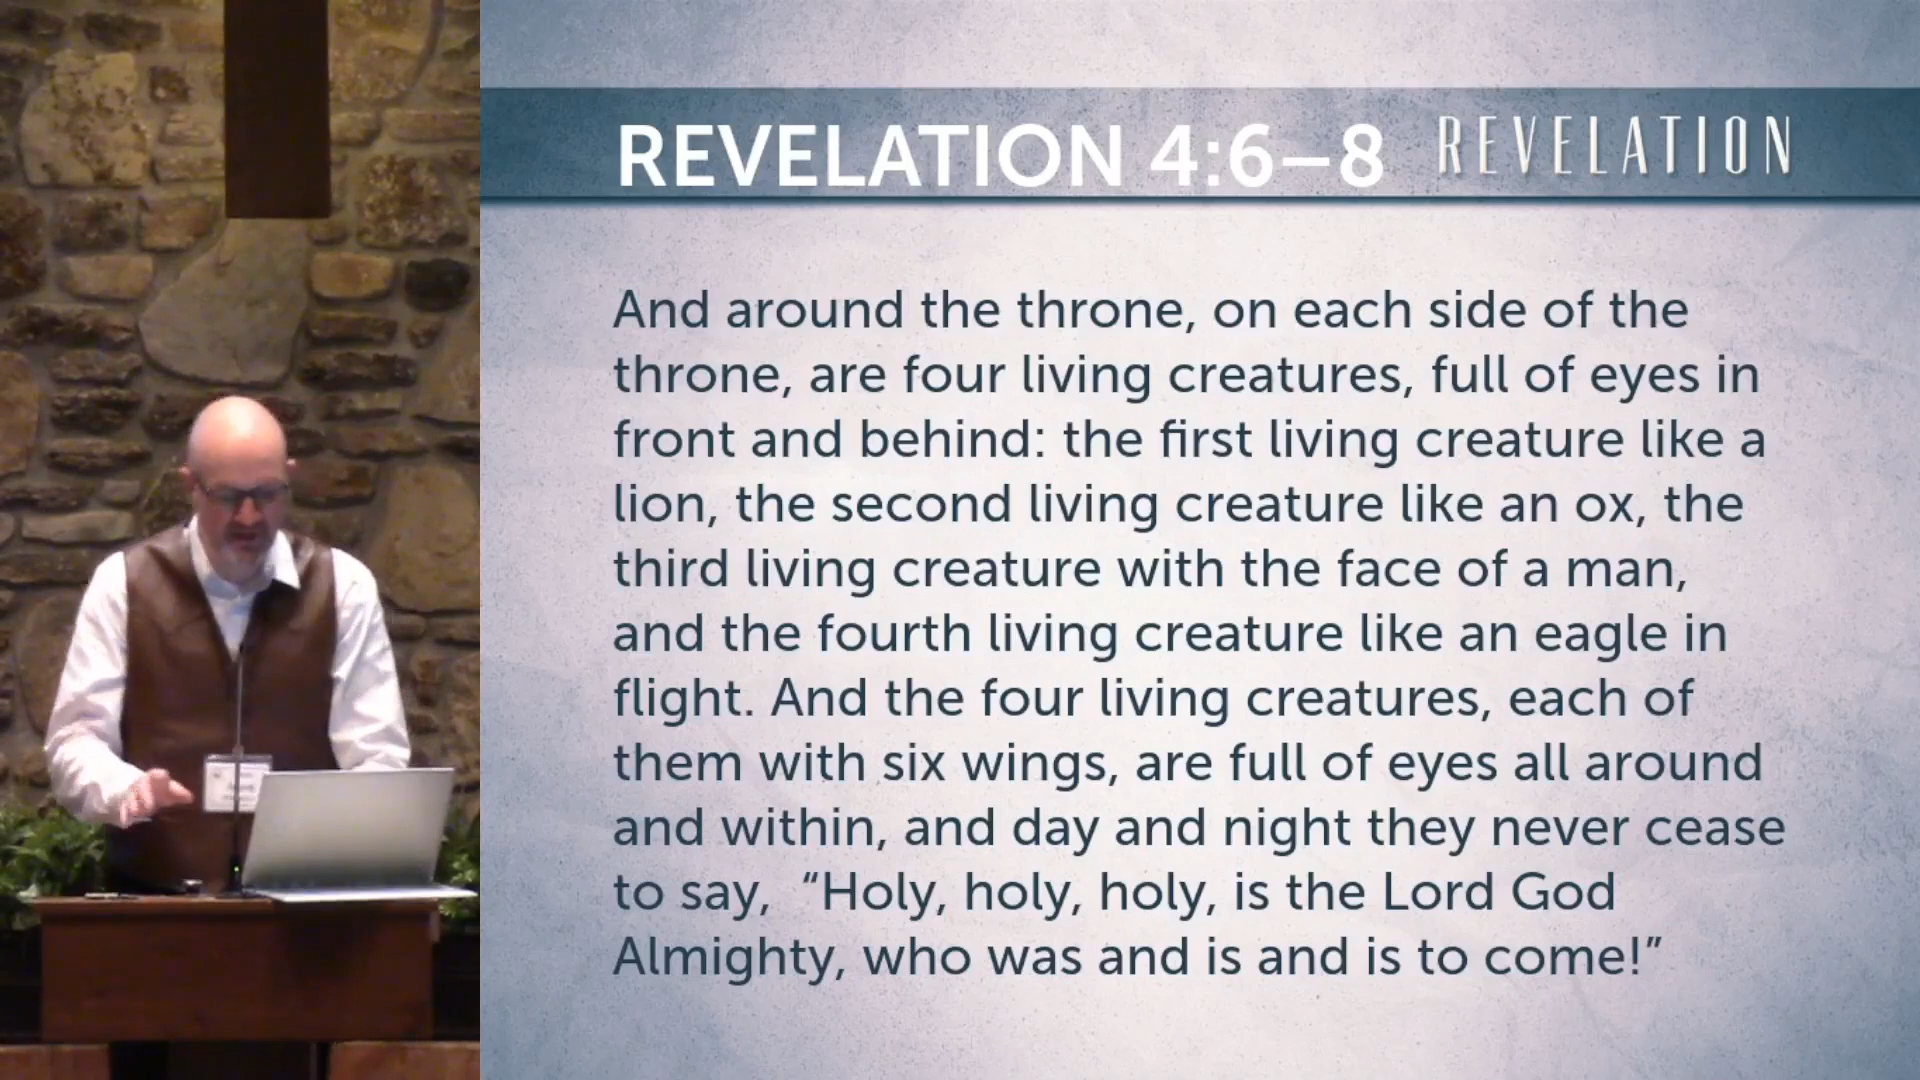 REVELATION 4:6–8 REVELATION
And around the throne, on each side of the
throne, are four living creatures, full of eyes in
front and behind: the first living creature like a
lion, the second living creature like an ox, the
third living creature with the face of a man,
and the fourth living creature like an eagle in
flight. And the four living creatures, each of
them with six wings, are full of eyes all around
and within, and day and night they never cease
to say,  “Holy, holy, holy, is the Lord God
Almighty, who was and is and is to come!”